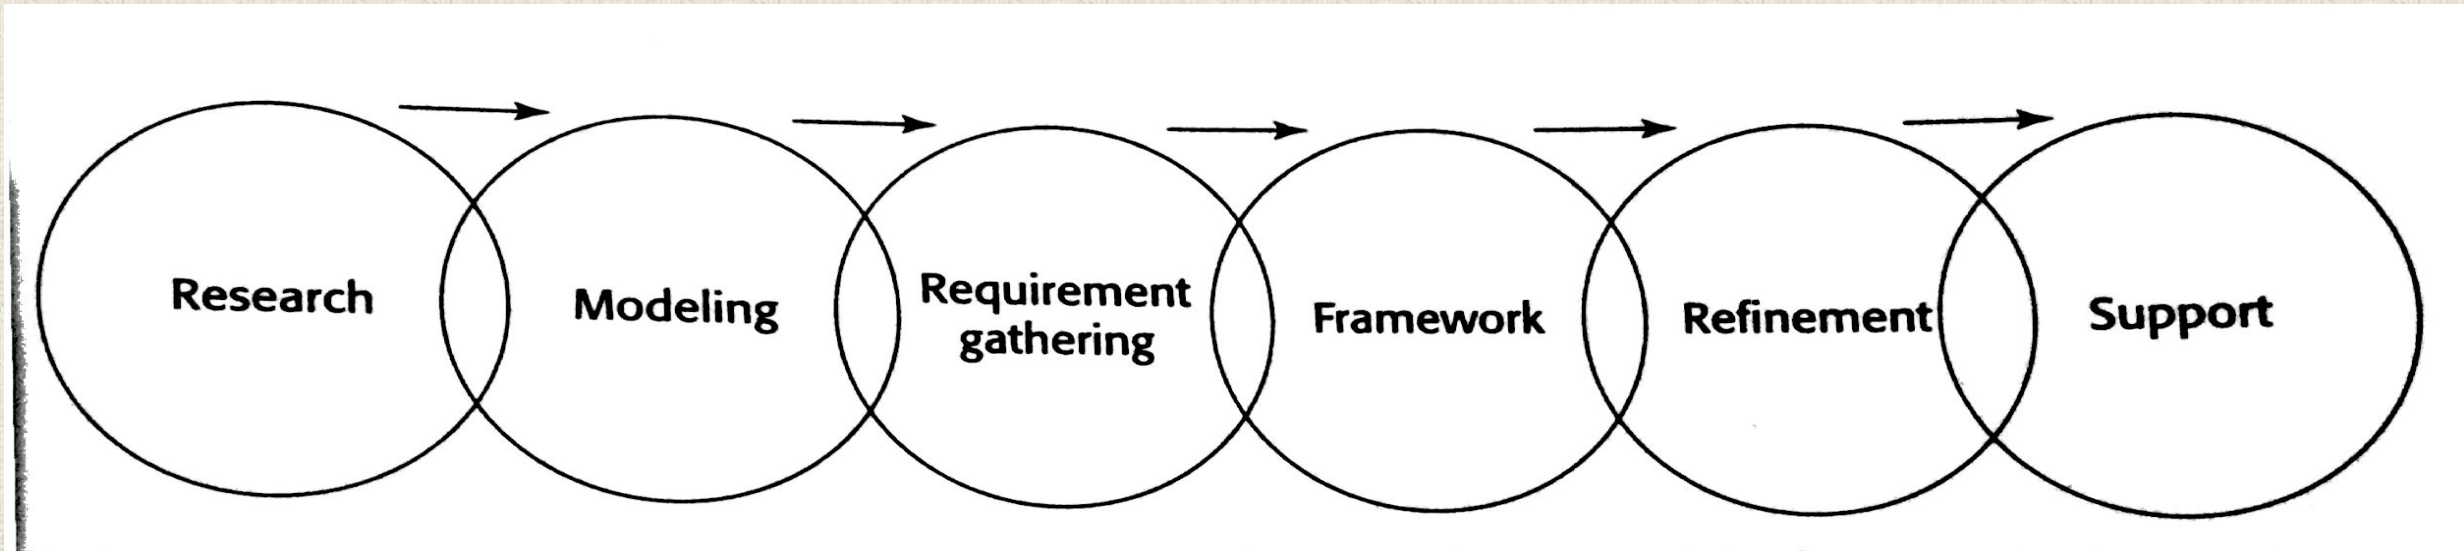 Research
Modeling
Requirement
gathering
Framework
Refinement
Support